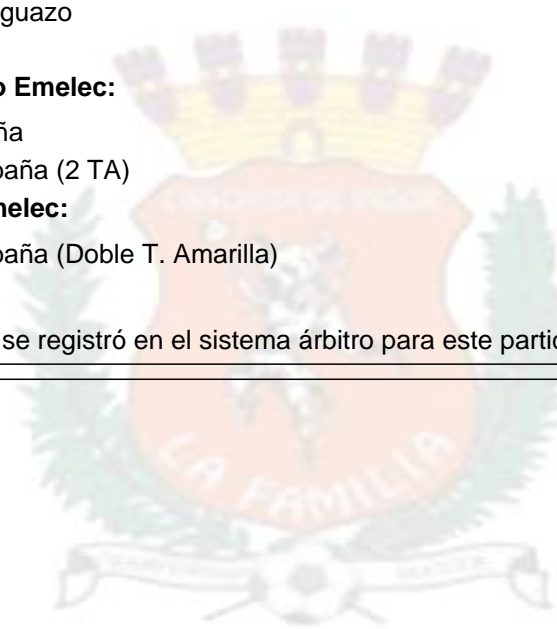 guazo
o Emelec:
ña
paña (2 TA)
melec:
paña (Doble T. Amarilla)
se registró en el sistema árbitro para este partic
LA FAMILIA